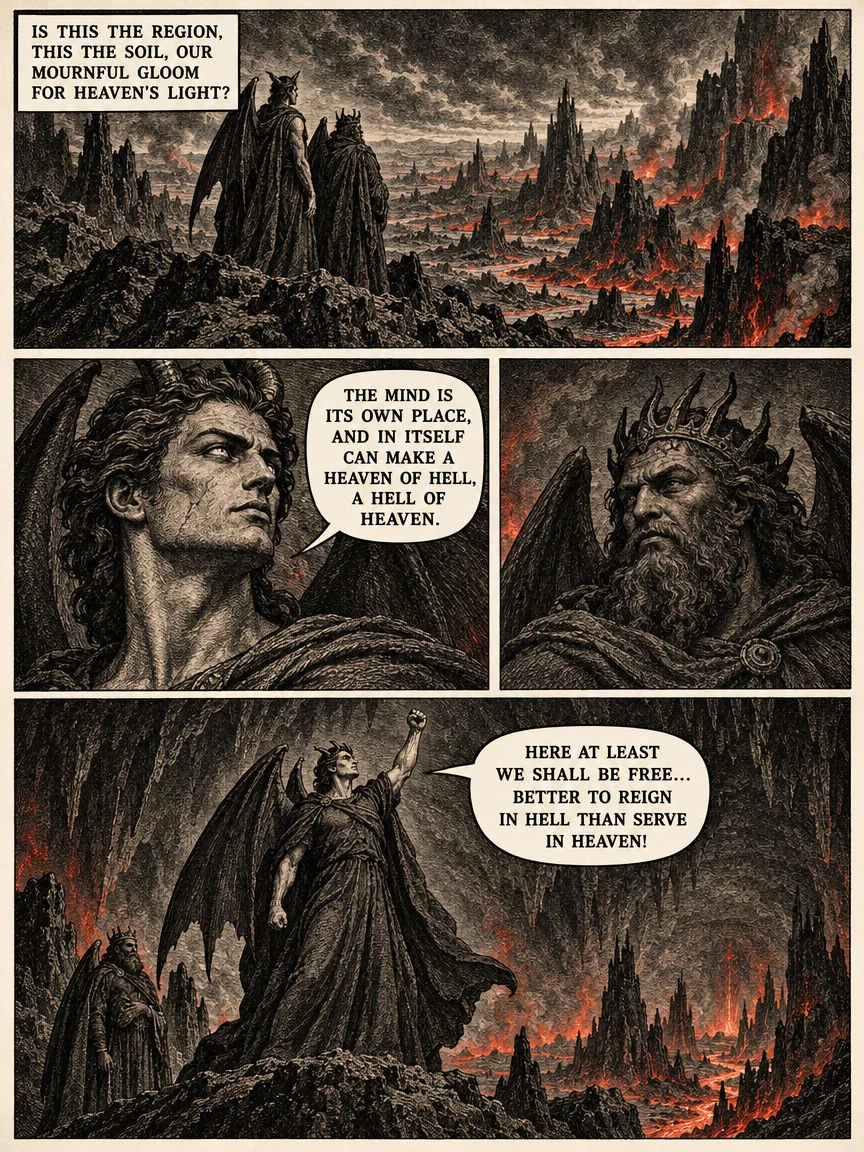 IS THIS THE REGION,
THIS THE SOIL, OUR
MOURNFUL GLOOM
FOR HEAVEN'S LIGHT?
THE MIND IS
ITS OWN PLACE,
AND IN ITSELF
CAN MAKE A
HEAVEN OF HELL,
A HELL OF
HEAVEN.
HERE AT LEAST
WE SHALL BE FREE...
BETTER TO REIGN
IN HELL THAN SERVE
IN HEAVEN!